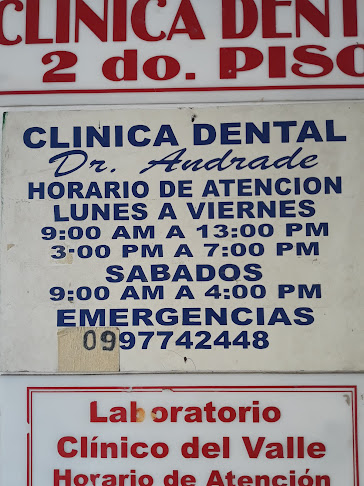 CLINICA DENT
2 do. PISO
CLINICA DENTAL
Dr. Andrade
HORARIO DE ATENCION
LUNES A VIERNES
9:00 AM A 13:00 PM
3:00 PM A 7:00 PM
SABADOS
9:00 AM A 4:00 PM
EMERGENCIAS
0997742448
Laboratorio
Clínico del Valle
Horario de Atención